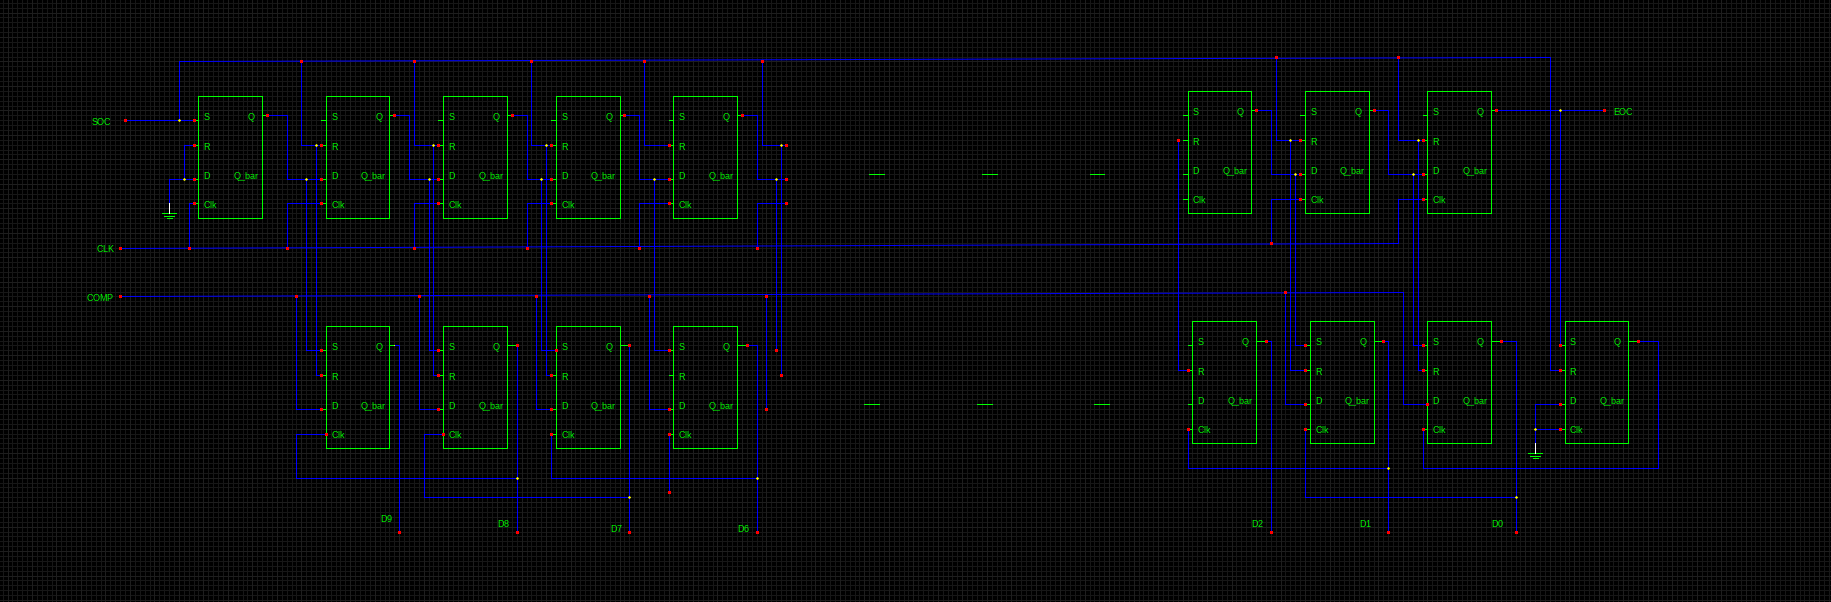 S Q S Q S Q S Q S Q S Q S Q S Q
SOC EOC
R R R R R R R R
D Q_bar D Q_bar D Q_bar D Q_bar D Q_bar D Q_bar D Q_bar D Q_bar
Clk Clk Clk Clk Clk Clk Clk Clk
CLK
COMP
S Q S Q S Q S Q S Q S Q S Q S Q
R R R R R R R R
D Q_bar D Q_bar D Q_bar D Q_bar D Q_bar D Q_bar D Q_bar D Q_bar
Clk Clk Clk Clk Clk Clk Clk Clk
D9 D8 D7 D6 D2 D1 D0